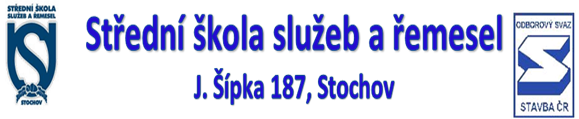 STŘEDNÍ ŠKOLA
SLUŽEB A ŘEMESEL
STOCHOV
Střední škola služeb a řemesel
J. Šípka 187, Stochov
ODBOROVÝ SVAZ
STAVBA ČR